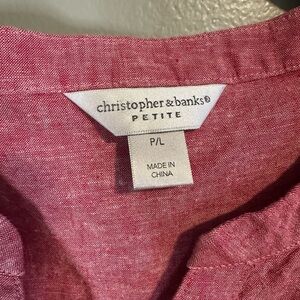 christopher & banks®
PETITE
P/L
MADE IN
CHINA